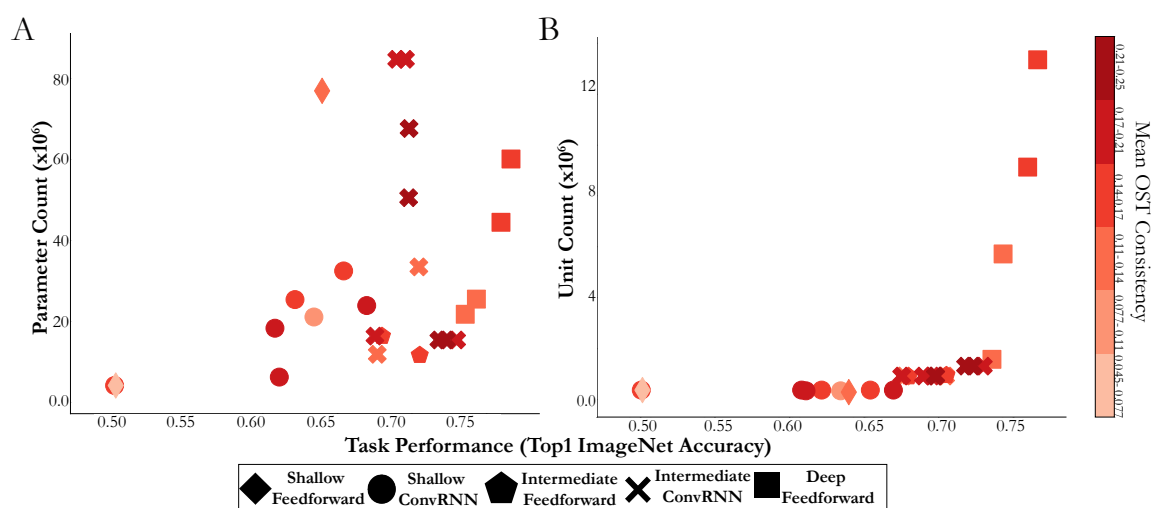 A
B
Parameter Count (x10⁶)
80
60
40
20
0.0
0.50
0.55
0.60
0.65
0.70
0.75
Unit Count (x10⁶)
12
8
4
0.0
0.50
0.55
0.60
0.65
0.70
0.75
Task Performance (Top1 ImageNet Accuracy)
0.21-0.25
0.17-0.21
0.14-0.17
0.11-0.14
0.077-0.11
0.045-0.077
Mean OST Consistency
Shallow
Feedforward
Shallow
ConvRNN
Intermediate
Feedforward
Intermediate
ConvRNN
Deep
Feedforward